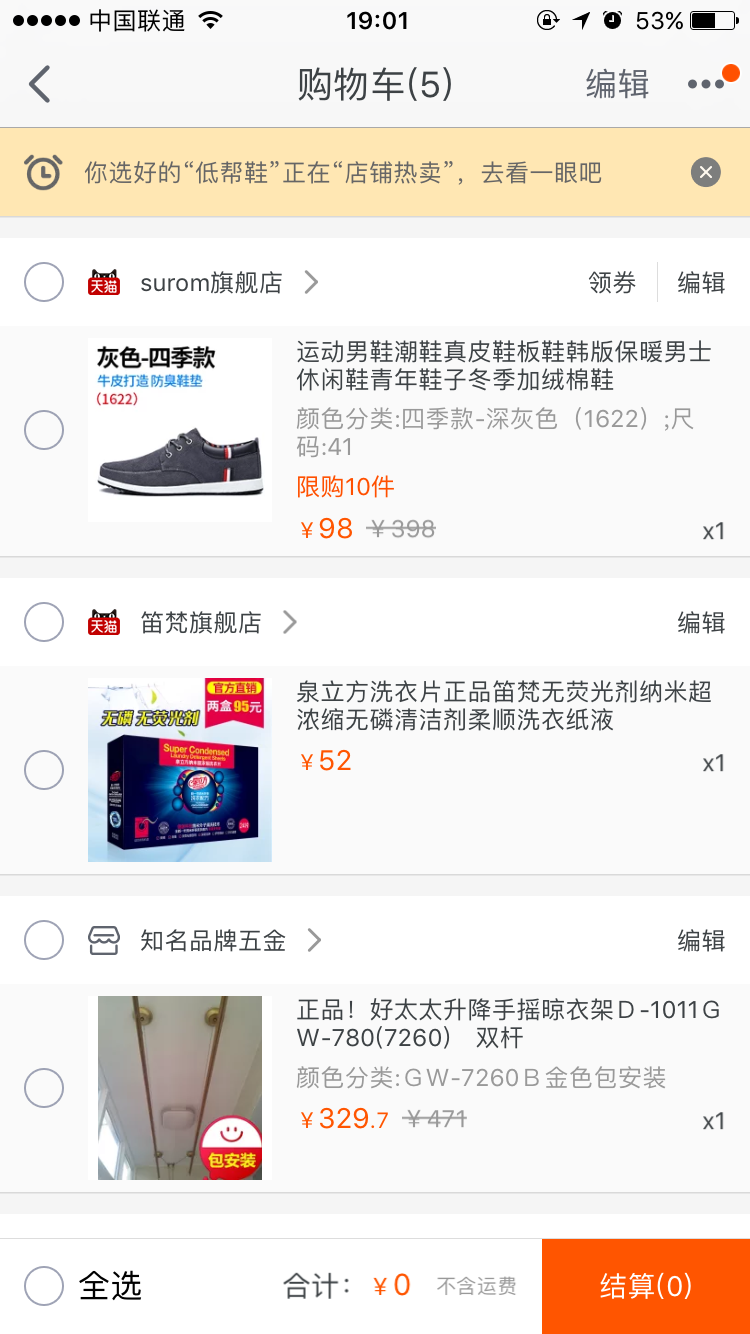 中国联通
19:01
53%
购物车(5)
编辑
你选好的“低帮鞋”正在“店铺热卖”，去看一眼吧
天猫
surom旗舰店
领券
编辑
灰色-四季款
牛皮打造 防臭鞋垫
(1622)
运动男鞋潮鞋真皮鞋板鞋韩版保暖男士
休闲鞋青年鞋子冬季加绒棉鞋
颜色分类:四季款-深灰色（1622）;尺
码:41
限购10件
￥98 ￥398
x1
天猫
笛梵旗舰店
编辑
官方直销
两盒95元
无磷 无荧光剂
Super Condensed
Laundry Detergent Sheets
泉立方洗衣片正品笛梵无荧光剂纳米超
浓缩无磷清洁剂柔顺洗衣纸液
￥52
x1
知名品牌五金
编辑
包安装
正品！好太太升降手摇晾衣架Ｄ-1011Ｇ
Ｗ-780(7260)　双杆
颜色分类:ＧＷ-7260Ｂ金色包安装
￥329.7 ￥471
x1
全选
合计：￥0
不含运费
结算(0)